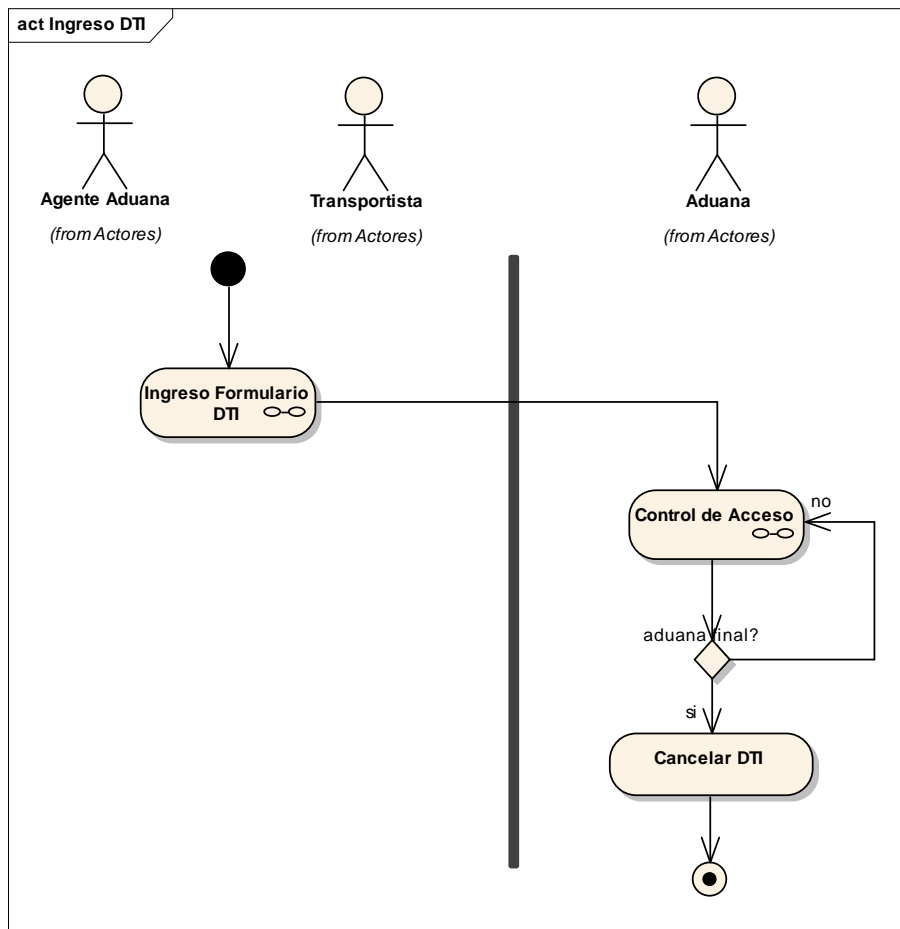 act Ingreso DTI
Agente Aduana
Transportista
Aduana
(from Actores)
(from Actores)
(from Actores)
Ingreso Formulario
DTI
Control de Acceso
no
aduana final?
si
Cancelar DTI